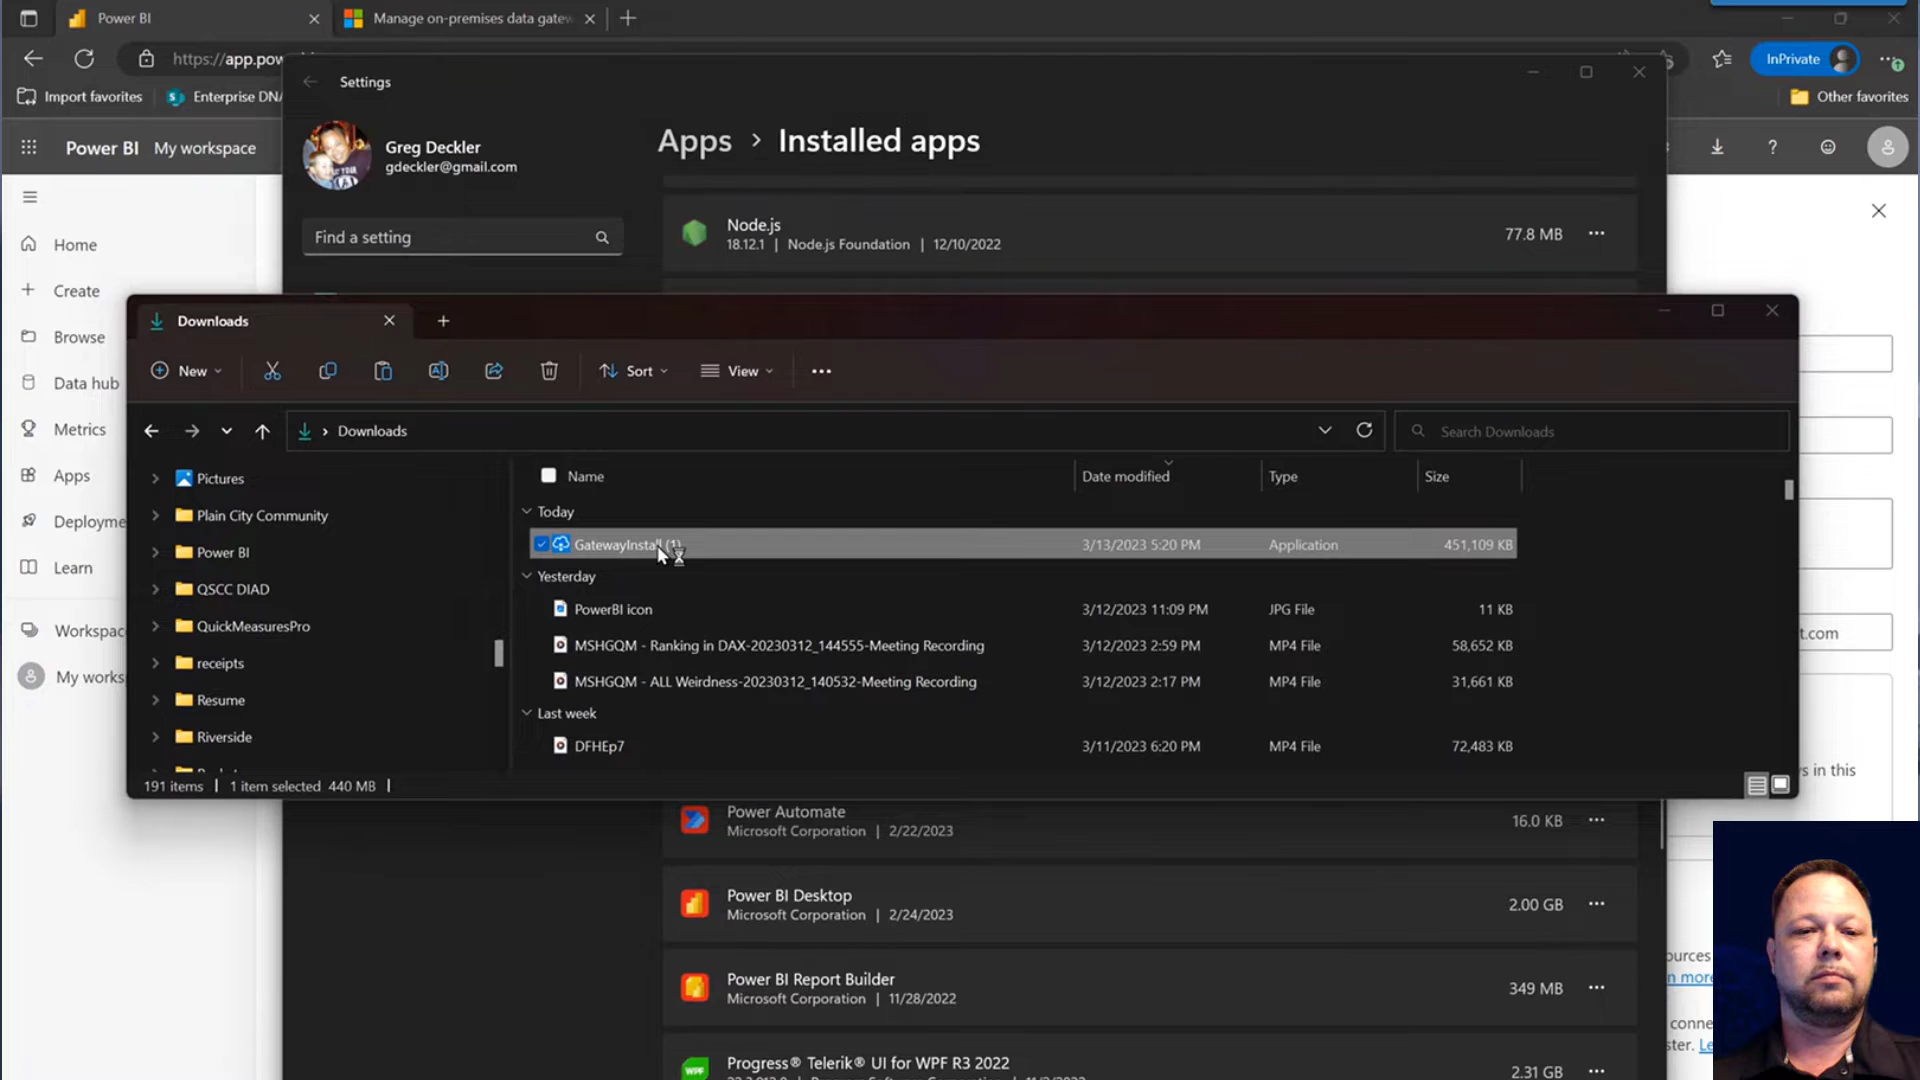 Power BI
Manage on-premises data gatew
https://app.pow
InPrivate
Import favorites
Enterprise DNA
Other favorites
Settings
Power BI My workspace
Greg Deckler
gdeckler@gmail.com
Apps > Installed apps
Find a setting
Node.js
18.12.1 | Node.js Foundation | 12/10/2022
77.8 MB
Home
Create
Browse
Data hub
Metrics
Apps
Deployme
Learn
Workspac
My works
Downloads
New
Sort
View
Downloads
Search Downloads
Pictures
Plain City Community
Power BI
QSCC DIAD
QuickMeasuresPro
receipts
Resume
Riverside
Name Date modified Type Size
Today
GatewayInstall (1) 3/13/2023 5:20 PM Application 451,109 KB
Yesterday
PowerBI icon 3/12/2023 11:09 PM JPG File 11 KB
MSHGQM - Ranking in DAX-20230312_144555-Meeting Recording 3/12/2023 2:59 PM MP4 File 58,652 KB
MSHGQM - ALL Weirdness-20230312_140532-Meeting Recording 3/12/2023 2:17 PM MP4 File 31,661 KB
Last week
DFHEp7 3/11/2023 6:20 PM MP4 File 72,483 KB
191 items | 1 item selected 440 MB |
t.com
s in this
Power Automate
Microsoft Corporation | 2/22/2023
16.0 KB
Power BI Desktop
Microsoft Corporation | 2/24/2023
2.00 GB
Power BI Report Builder
Microsoft Corporation | 11/28/2022
349 MB
Progress® Telerik® UI for WPF R3 2022
2.31 GB
WPF
ources
n more
conne
ster. Le